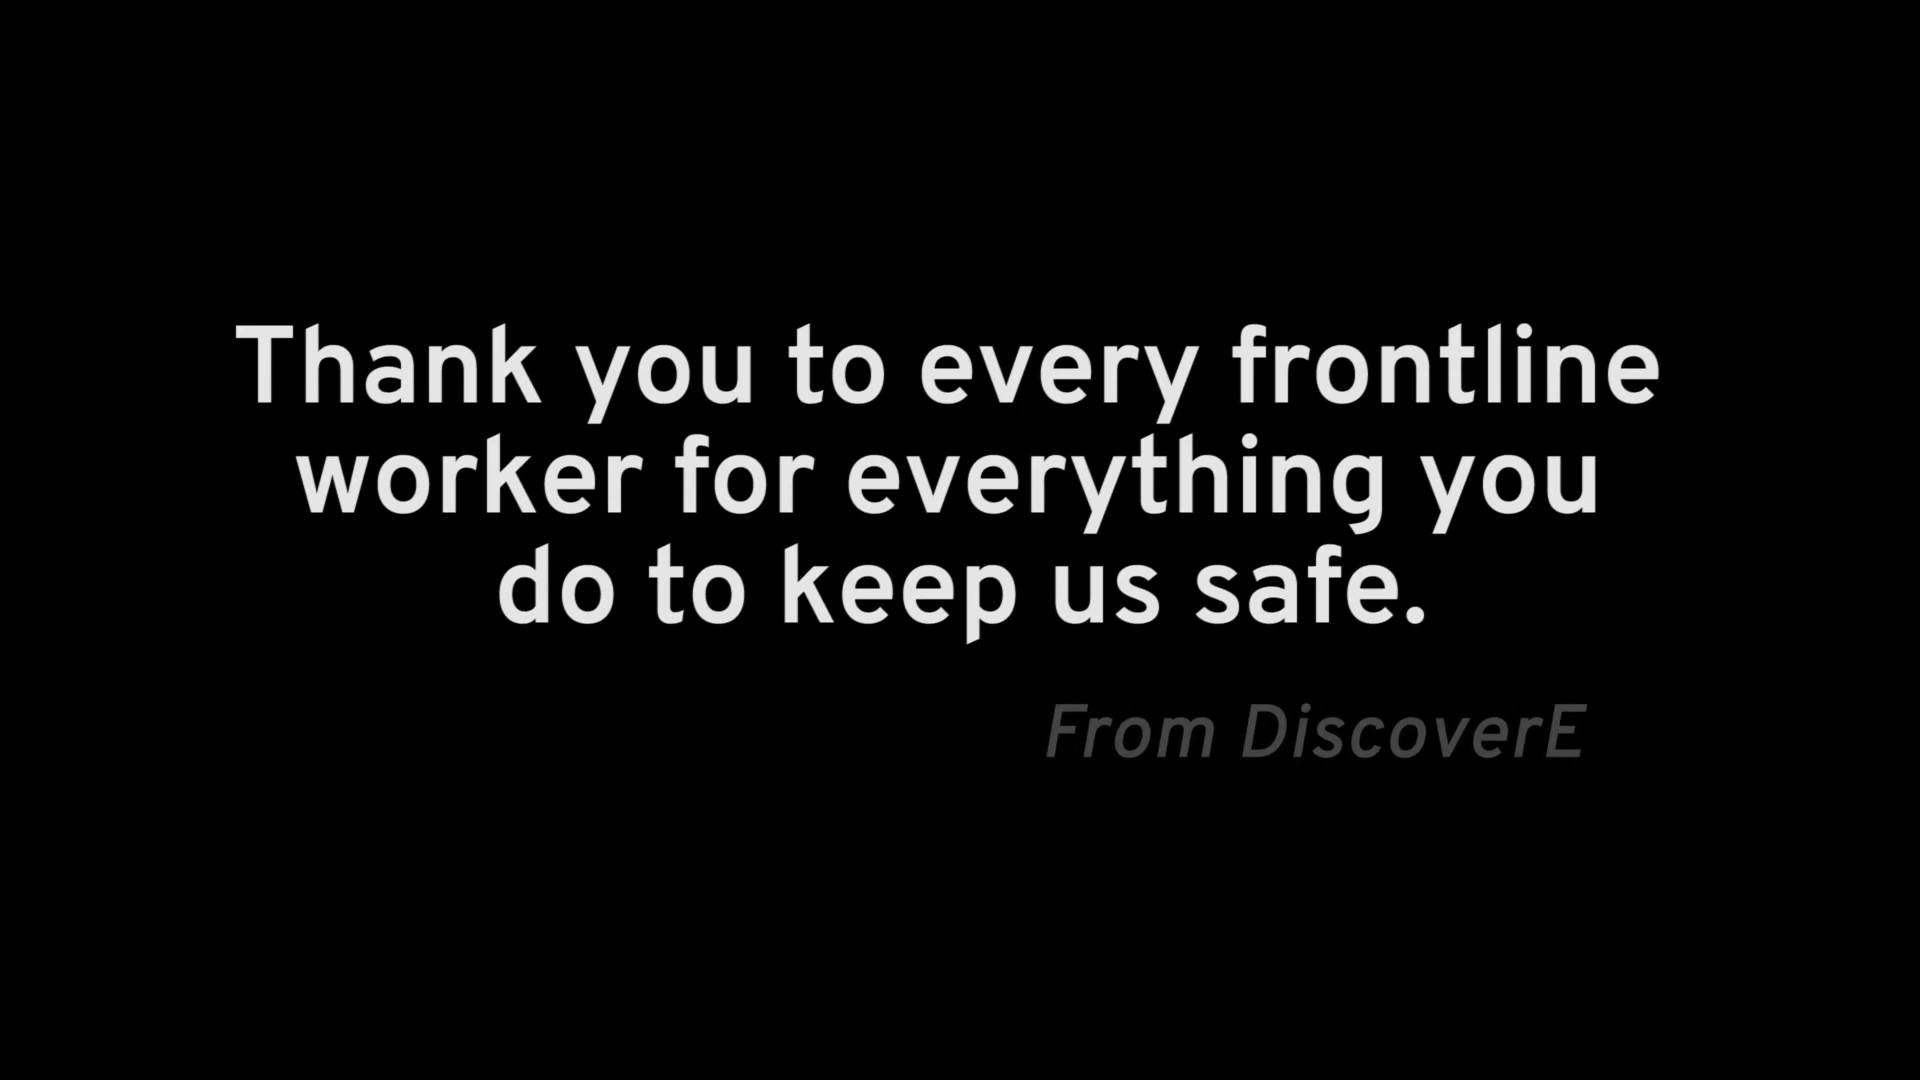 Thank you to every frontline
worker for everything you
do to keep us safe.
From DiscoverE